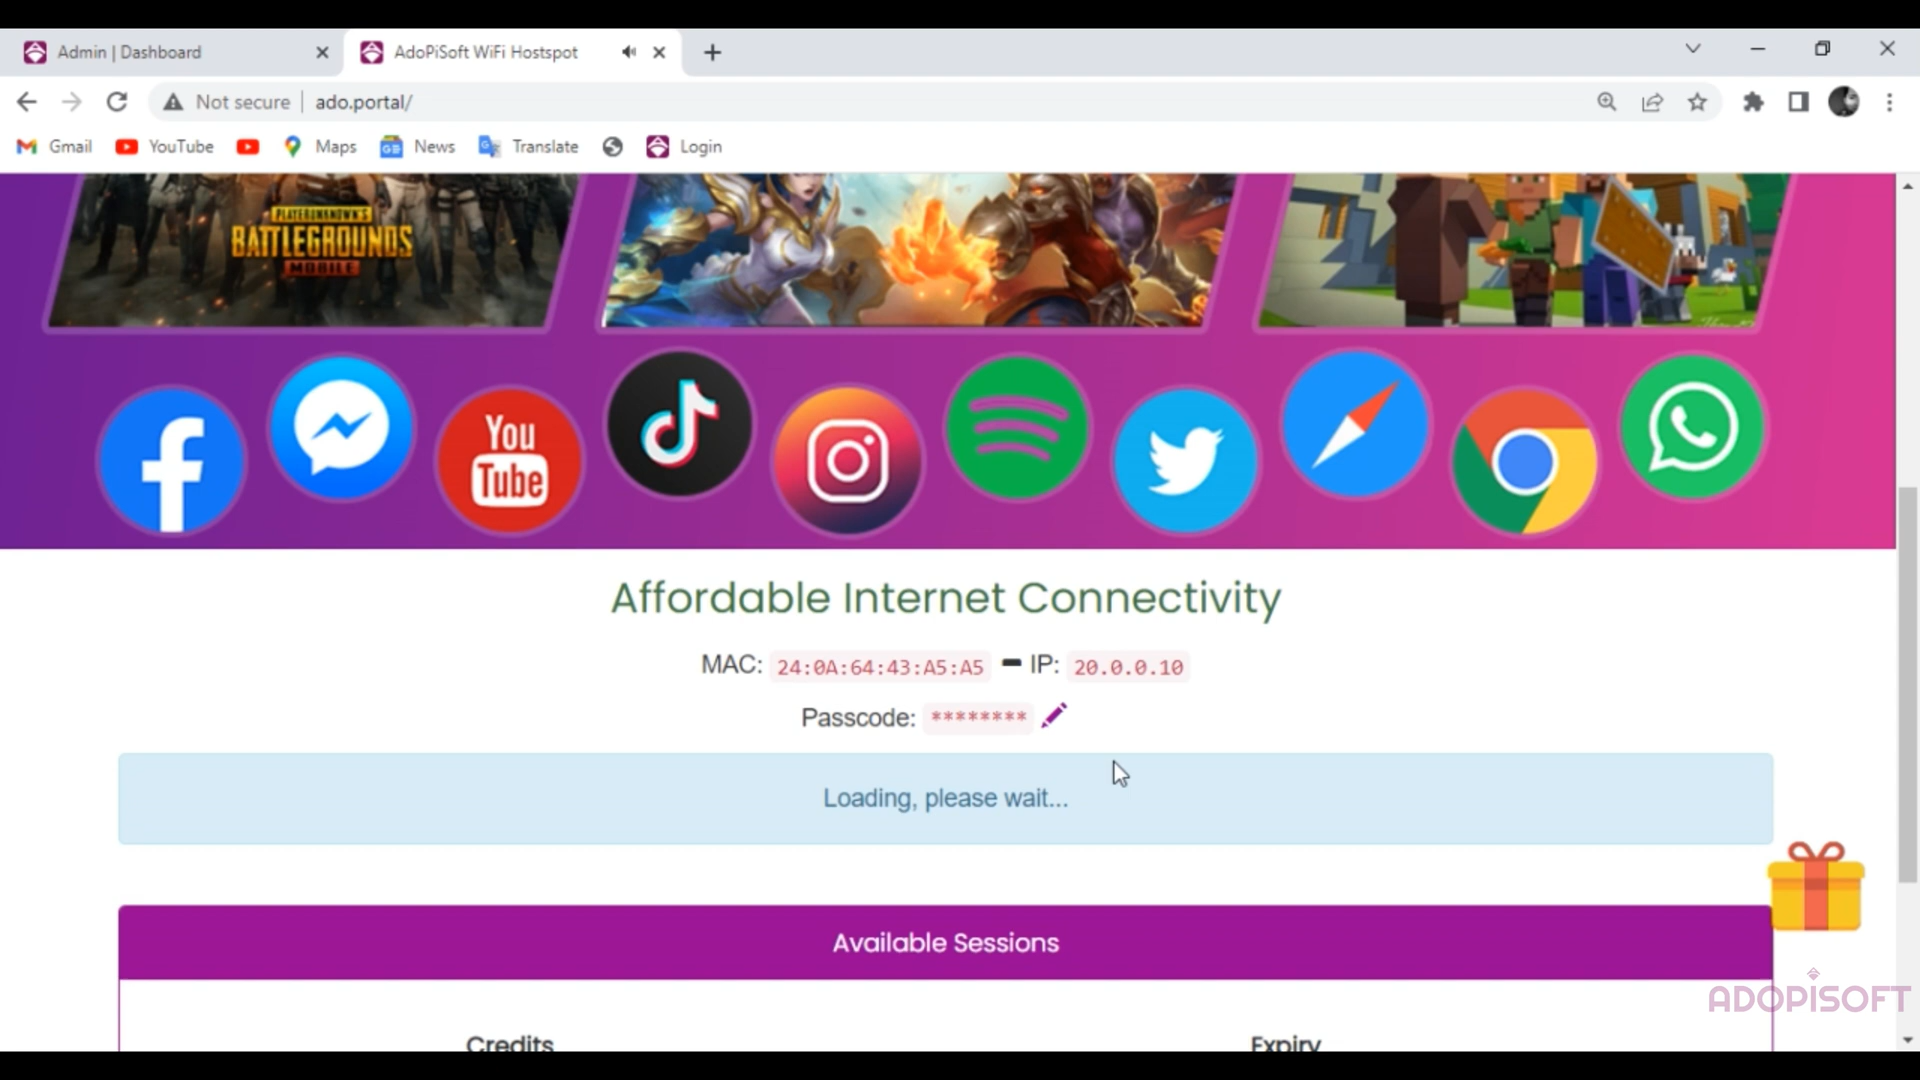 Admin | Dashboard
AdoPiSoft WiFi Hostspot
Not secure
ado.portal/
Gmail
YouTube
Maps
News
Translate
Login
PLAYERUNKNOWN'S
BATTLEGROUNDS
MOBILE
You
Tube
Affordable Internet Connectivity
MAC: 24:0A:64:43:A5:A5 - IP: 20.0.0.10
Passcode: ********
Loading, please wait...
Available Sessions
ADOPISOFT
Credits
Expiry